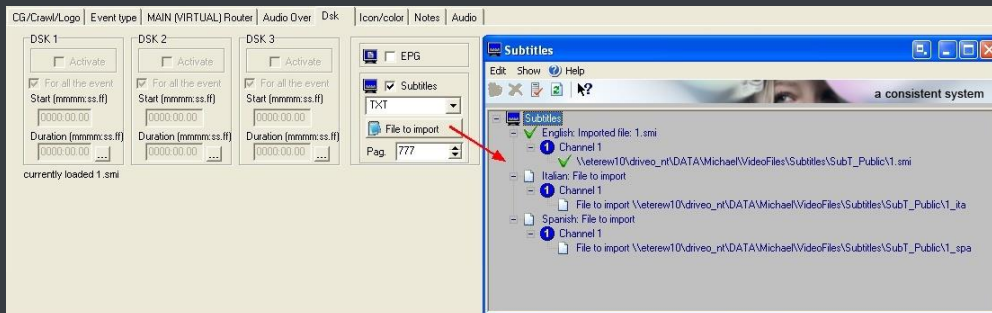 CG/Crawl/Logo Event type MAIN (VIRTUAL) Router Audio Over Dsk Icon/color Notes Audio
DSK 1
Activate
For all the event
Start (mmmm:ss.ff)
0000:00.00
Duration (mmmm:ss.ff)
0000:00.00 ...
DSK 2
Activate
For all the event
Start (mmmm:ss.ff)
0000:00.00
Duration (mmmm:ss.ff)
0000:00.00 ...
DSK 3
Activate
For all the event
Start (mmmm:ss.ff)
0000:00.00
Duration (mmmm:ss.ff)
0000:00.00 ...
EPG
Subtitles
TXT
File to import
Pag. 777
currently loaded 1.smi
Subtitles
Edit Show Help
a consistent system
Subtitles
English: Imported file: 1.smi
1 Channel 1
\\eterew10\driveo_nt\DATA\Michael\VideoFiles\Subtitles\SubT_Public\1.smi
Italian: File to import
1 Channel 1
File to import \\eterew10\driveo_nt\DATA\Michael\VideoFiles\Subtitles\SubT_Public\1_ita
Spanish: File to import
1 Channel 1
File to import \\eterew10\driveo_nt\DATA\Michael\VideoFiles\Subtitles\SubT_Public\1_spa